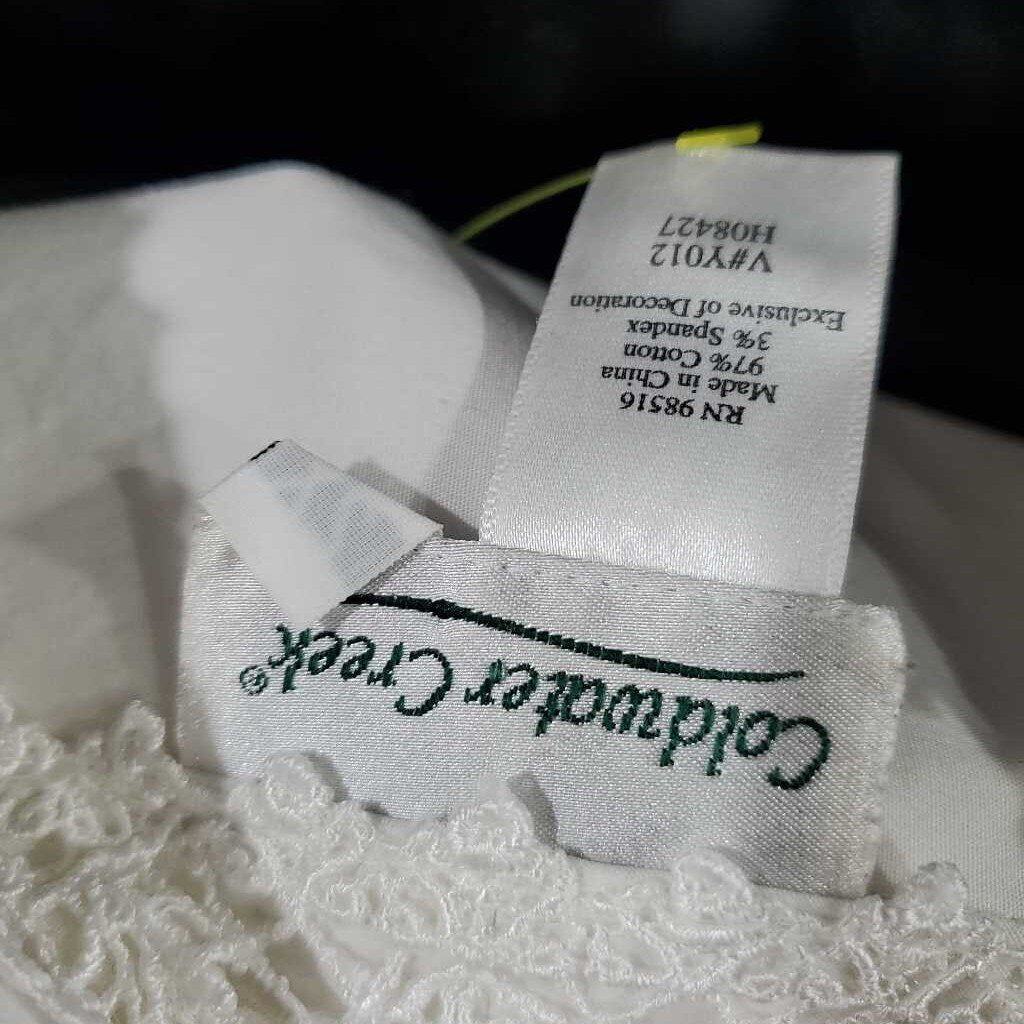 Coldwater Creek®
RN 98516
Made in China
97% Cotton
3% Spandex
Exclusive of Decoration
V#Y012
H08427